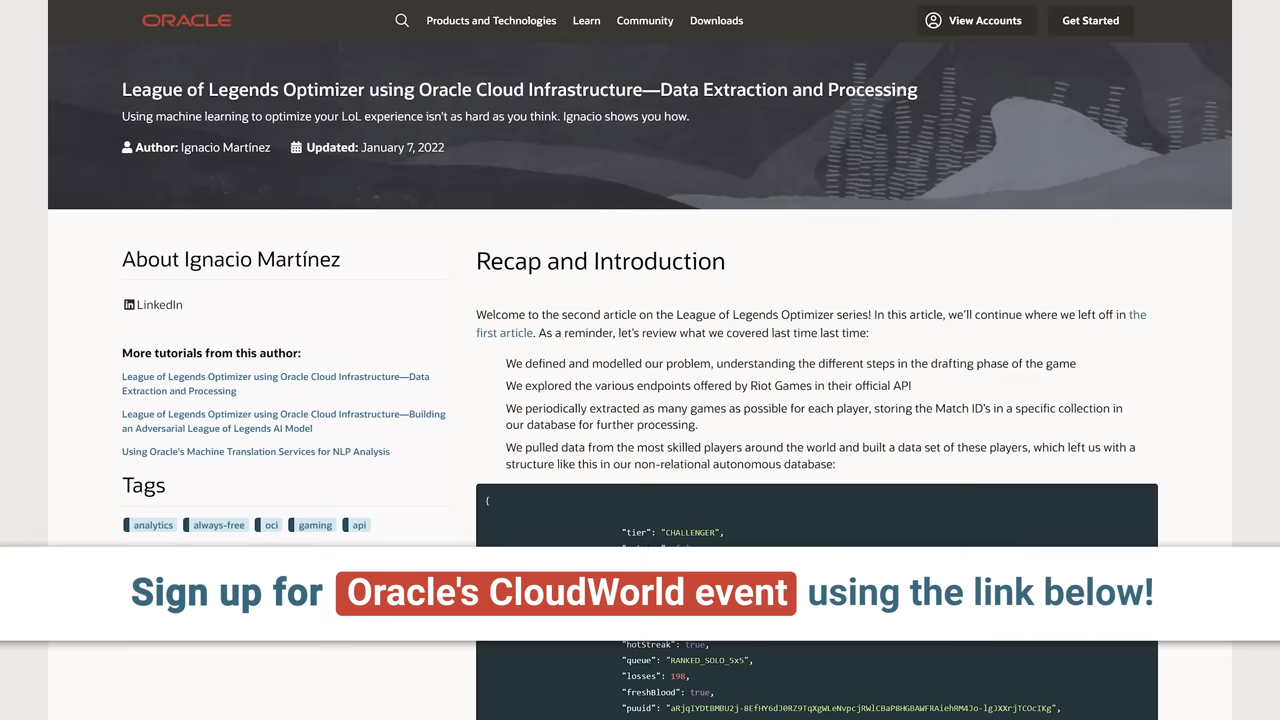 ORACLE
Products and Technologies
Learn
Community
Downloads
View Accounts
Get Started
League of Legends Optimizer using Oracle Cloud Infrastructure—Data Extraction and Processing
Using machine learning to optimize your LoL experience isn't as hard as you think. Ignacio shows you how.
Author: Ignacio Martínez
Updated: January 7, 2022
About Ignacio Martínez
LinkedIn
More tutorials from this author:
League of Legends Optimizer using Oracle Cloud Infrastructure—Data
Extraction and Processing
League of Legends Optimizer using Oracle Cloud Infrastructure—Building
an Adversarial League of Legends AI Model
Using Oracle's Machine Translation Services for NLP Analysis
Tags
analytics
always-free
oci
gaming
api
Recap and Introduction
Welcome to the second article on the League of Legends Optimizer series! In this article, we'll continue where we left off in the
first article. As a reminder, let's review what we covered last time last time:
We defined and modelled our problem, understanding the different steps in the drafting phase of the game
We explored the various endpoints offered by Riot Games in their official API
We periodically extracted as many games as possible for each player, storing the Match ID's in a specific collection in
our database for further processing.
We pulled data from the most skilled players around the world and built a data set of these players, which left us with a
structure like this in our non-relational autonomous database:
{
"tier": "CHALLENGER",
Sign up for Oracle's CloudWorld event using the link below!
"hotStreak": true,
"queue": "RANKED_SOLO_5x5",
"losses": 198,
"freshBlood": true,